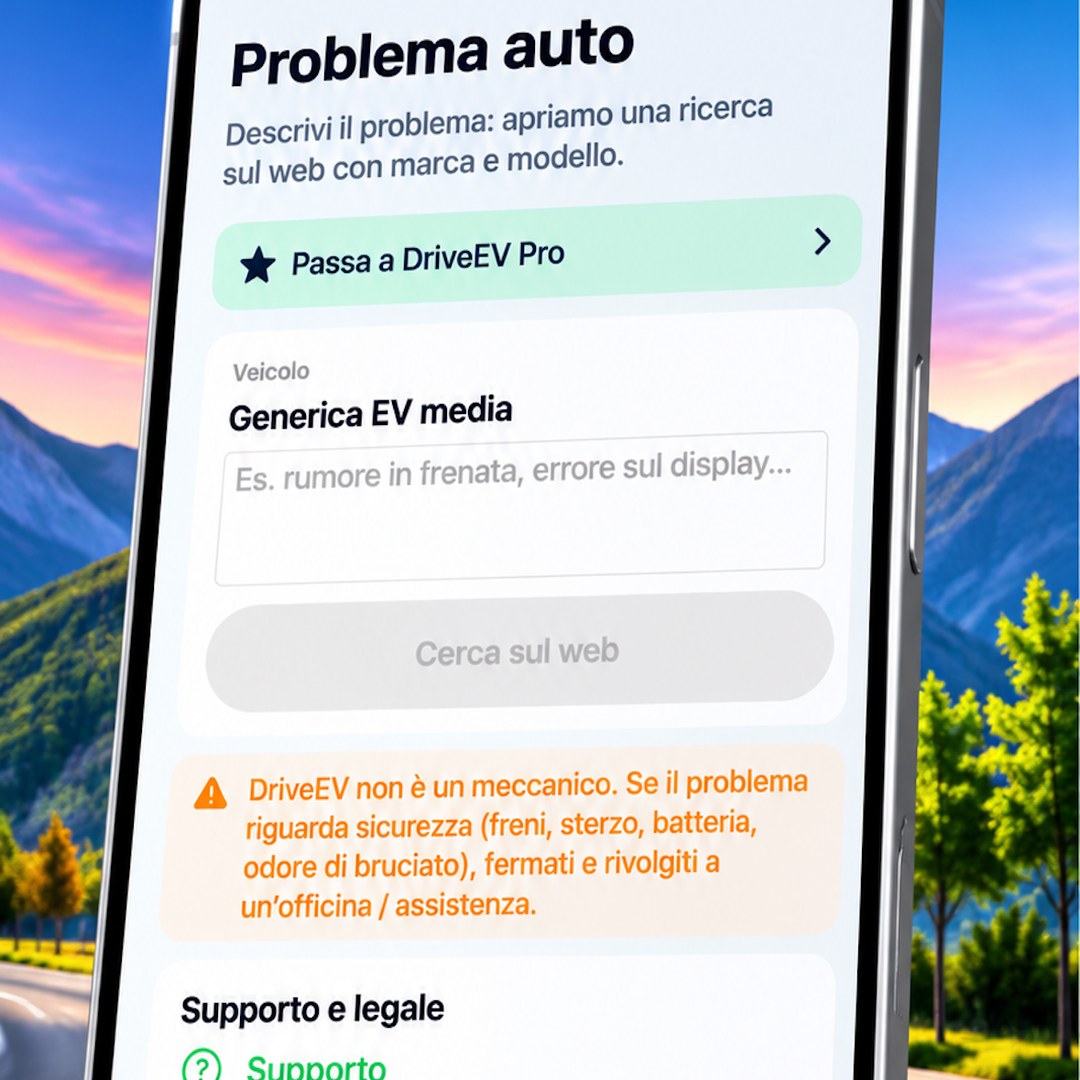 Problema auto
Descrivi il problema: apriamo una ricerca
sul web con marca e modello.
Passa a DriveEV Pro
Veicolo
Generica EV media
Es. rumore in frenata, errore sul display...
Cerca sul web
DriveEV non è un meccanico. Se il problema
riguarda sicurezza (freni, sterzo, batteria,
odore di bruciato), fermati e rivolgiti a
un'officina / assistenza.
Supporto e legale
Supporto